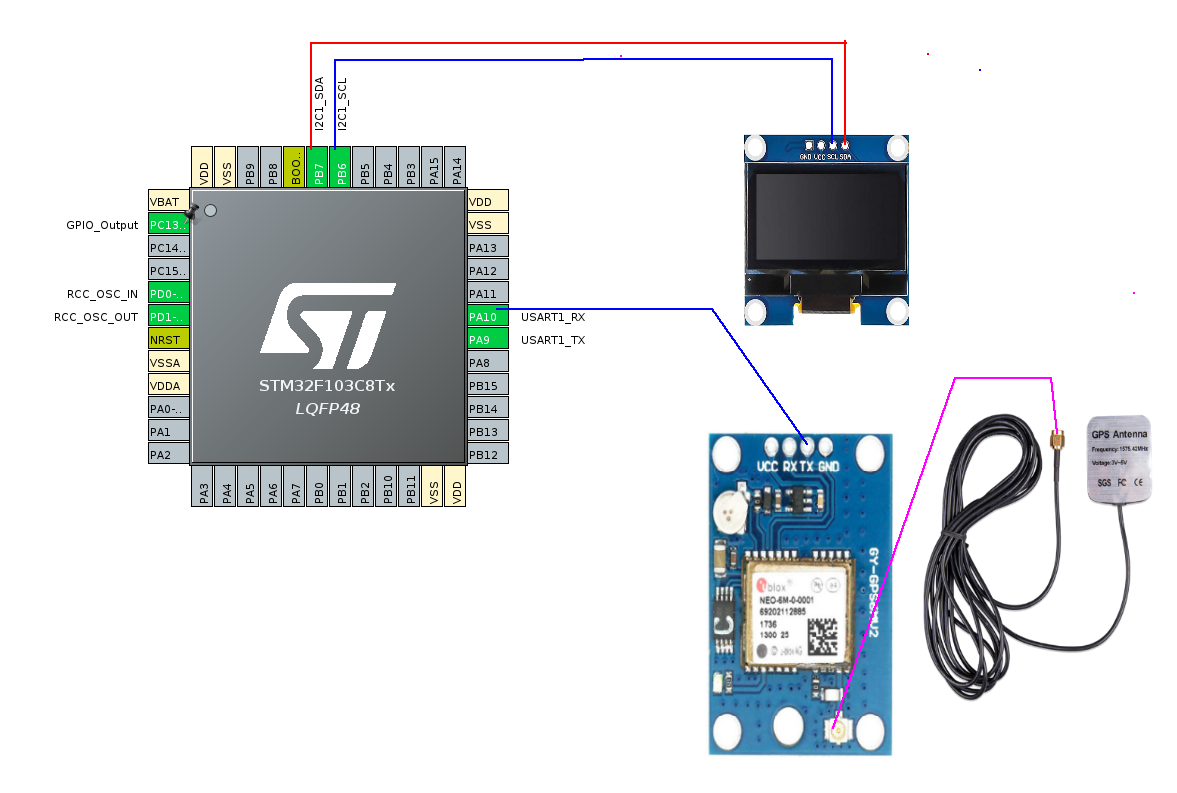 I2C1_SDA
I2C1_SCL
VDD
VSS
PB9
PB8
BOO..
PB7
PB6
PB5
PB4
PB3
PA15
PA14
GPIO_Output
RCC_OSC_IN
RCC_OSC_OUT
VBAT
PC13..
PC14..
PC15..
PD0-..
PD1-..
NRST
VSSA
VDDA
PA0-..
PA1
PA2
STM32F103C8Tx
LQFP48
VDD
VSS
PA13
PA12
PA11
PA10
PA9
PA8
PB15
PB14
PB13
PB12
USART1_RX
USART1_TX
PA3
PA4
PA5
PA6
PA7
PB0
PB1
PB2
PB10
PB11
VSS
VDD
GND VCC SCL SDA
VCC RX TX GND
ublox
NEO-6M-0-0001
69202112885
1736
1300 25
GPS Antenna
Frequency:1575.42MHz
Voltage:3V~5V
SGS FC CE